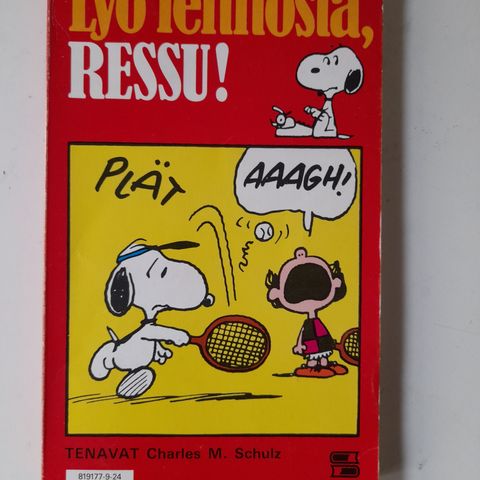 Lyö lennosta,
RESSU!
PLÄT
AAAGH!
TENAVAT Charles M. Schulz
819177-9-24